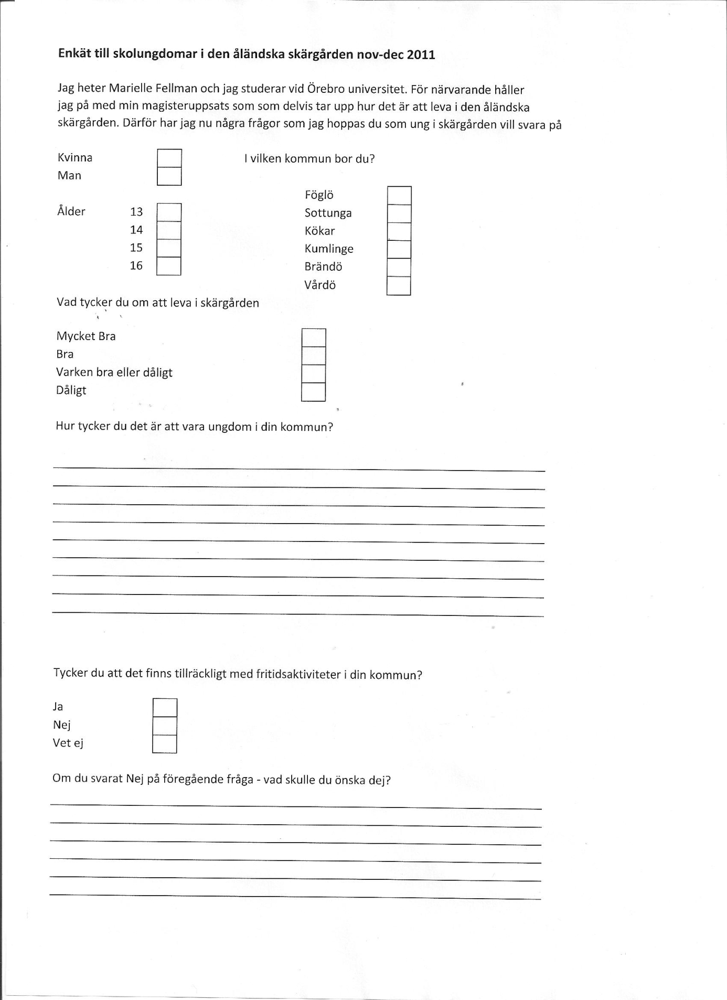 Enkät till skolungdomar i den åländska skärgården nov-dec 2011
Jag heter Marielle Fellman och jag studerar vid Örebro universitet. För närvarande håller
jag på med min magisteruppsats som som delvis tar upp hur det är att leva i den åländska
skärgården. Därför har jag nu några frågor som jag hoppas du som ung i skärgården vill svara på
Kvinna
Man
Ålder 13
14
15
16
I vilken kommun bor du?
Föglö
Sottunga
Kökar
Kumlinge
Brändö
Vårdö
Vad tycker du om att leva i skärgården
Mycket Bra
Bra
Varken bra eller dåligt
Dåligt
Hur tycker du det är att vara ungdom i din kommun?
Tycker du att det finns tillräckligt med fritidsaktiviteter i din kommun?
Ja
Nej
Vet ej
Om du svarat Nej på föregående fråga - vad skulle du önska dej?